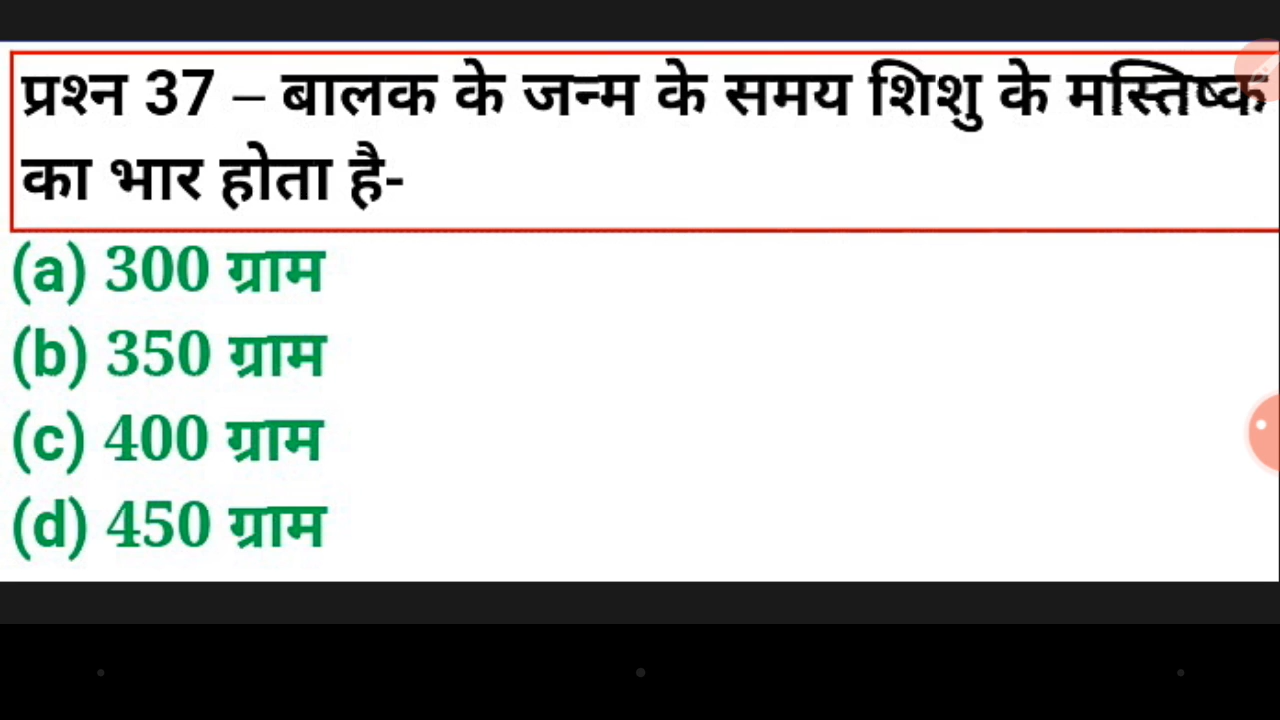 प्रश्न 37 – बालक के जन्म के समय शिशु के मस्तिष्क
का भार होता है-
(a) 300 ग्राम
(b) 350 ग्राम
(c) 400 ग्राम
(d) 450 ग्राम